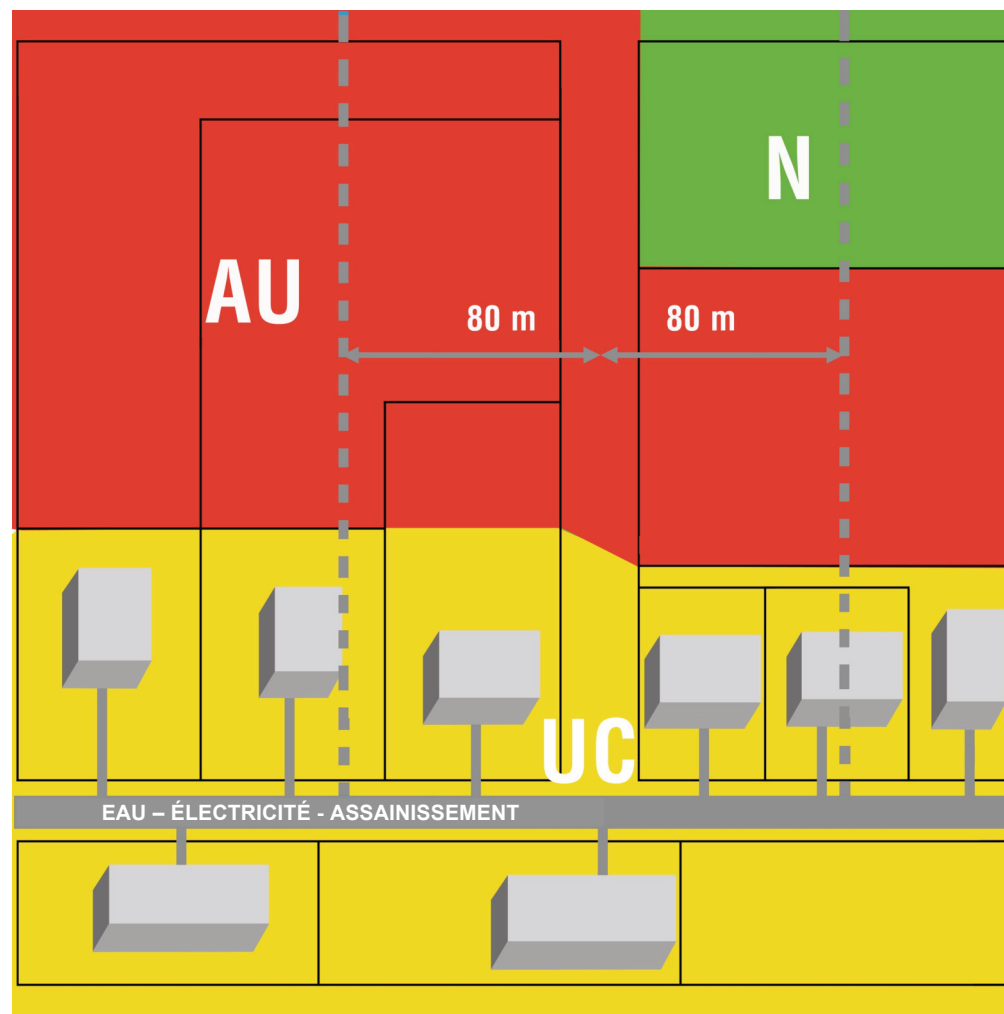 N
AU
80 m
80 m
UC
EAU – ÉLECTRICITÉ - ASSAINISSEMENT